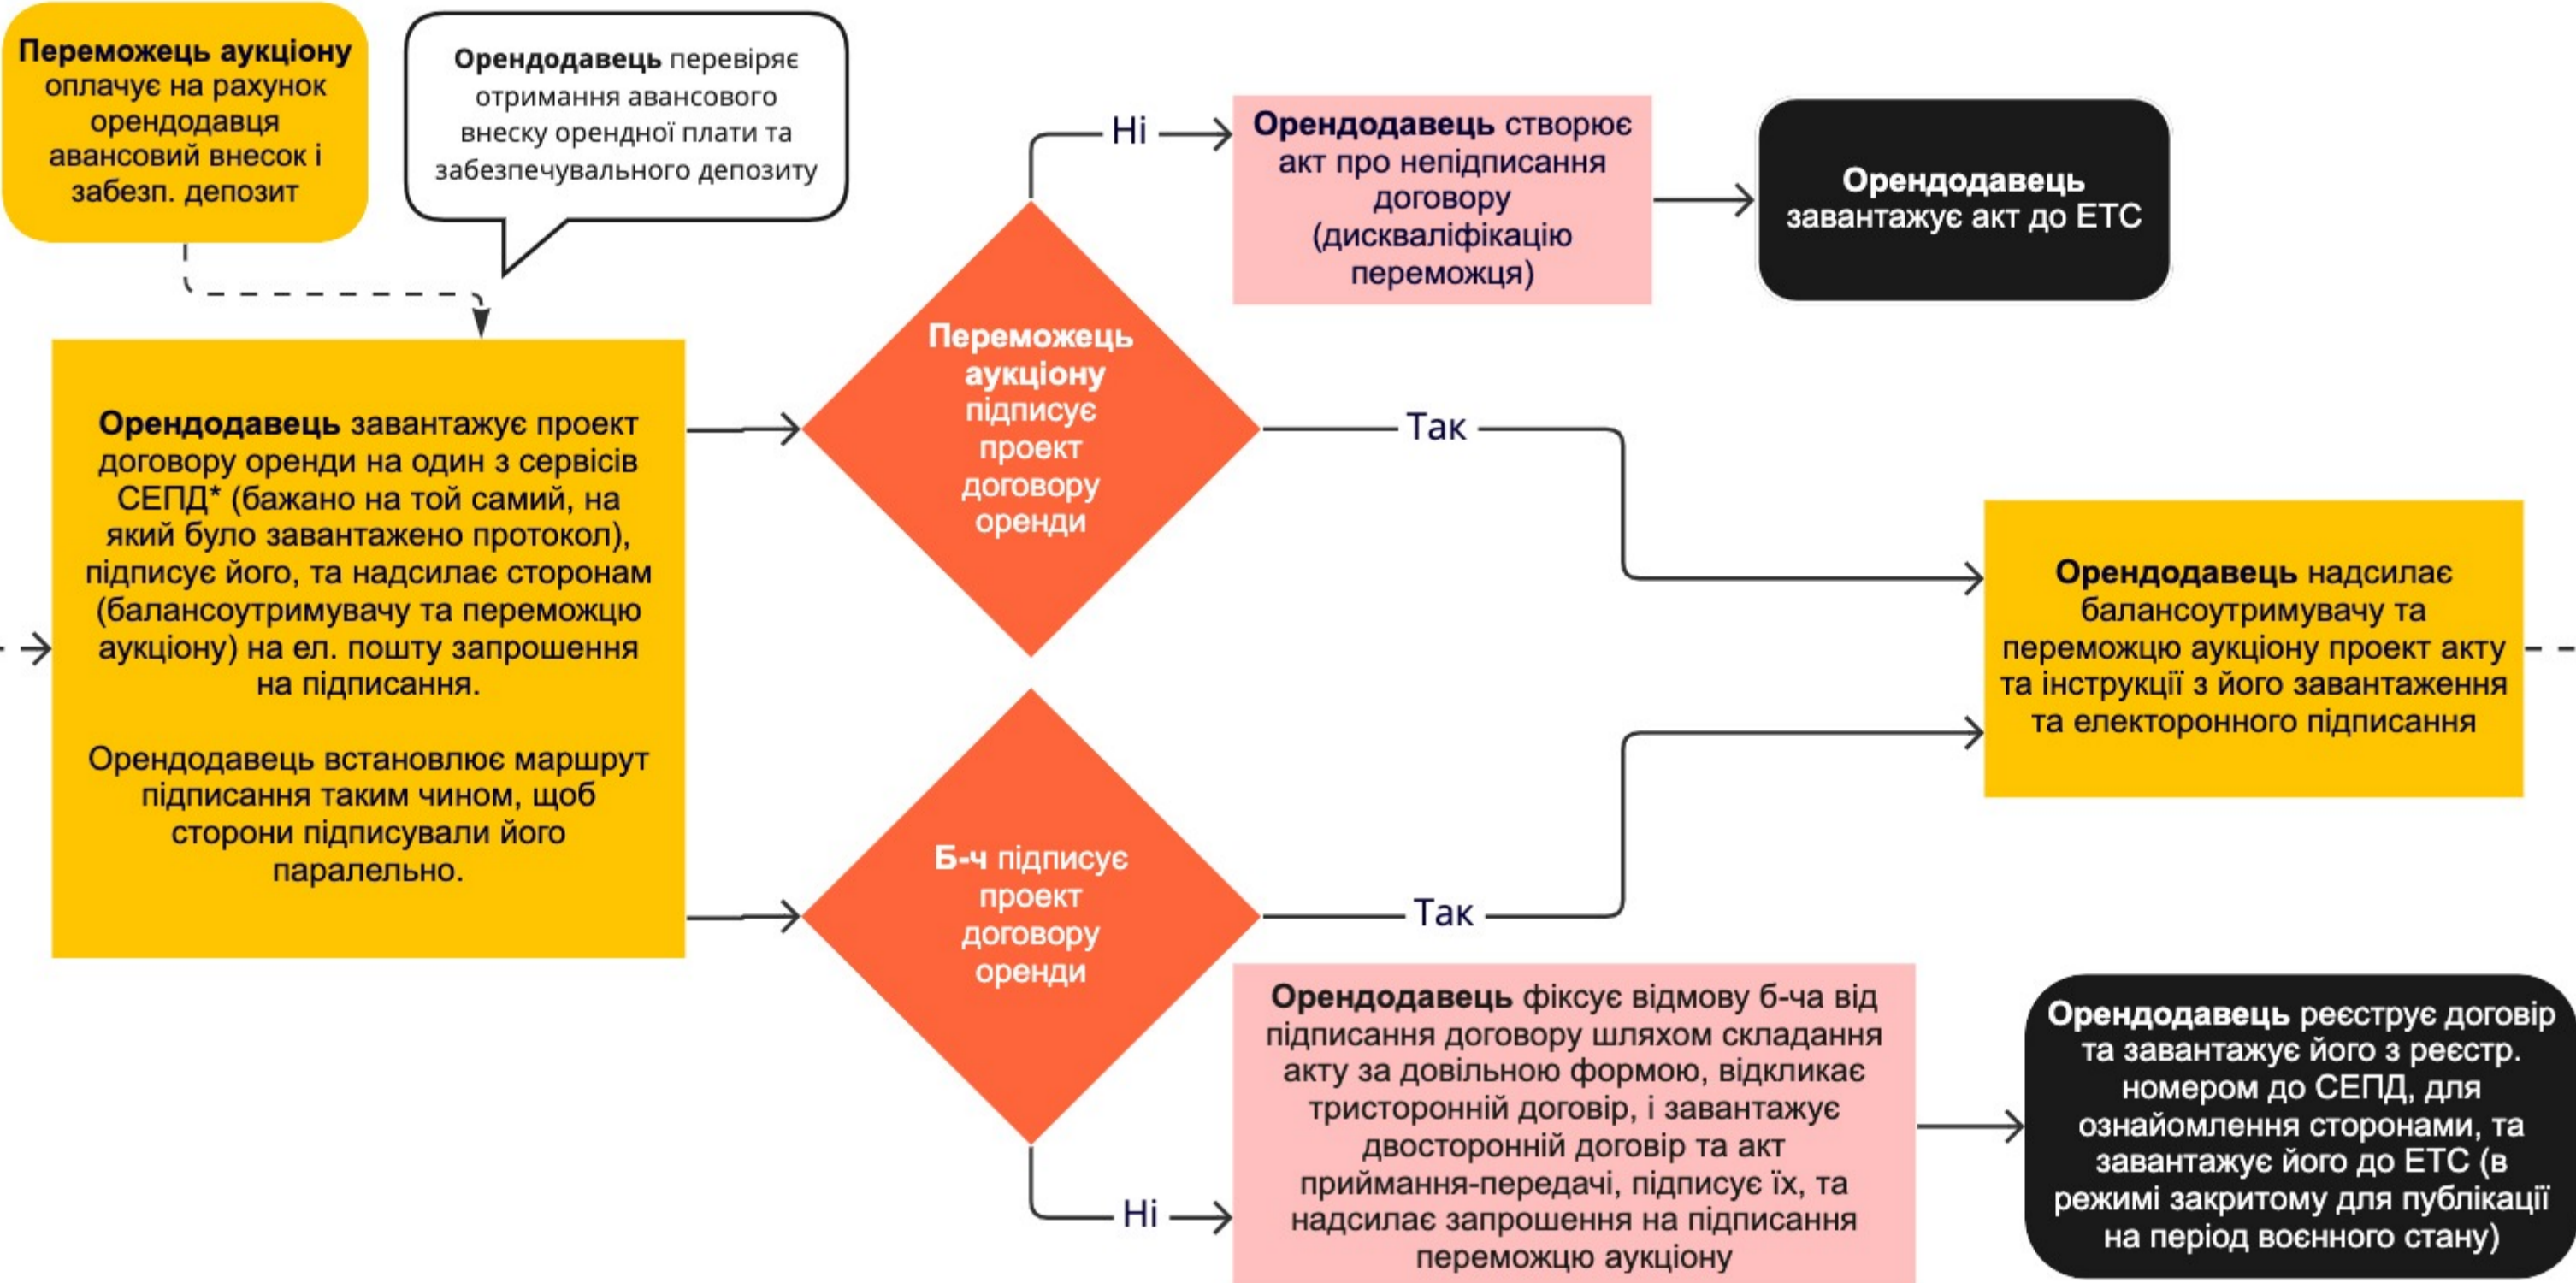 Переможець аукціону
оплачує на рахунок
орендодавця
авансовий внесок і
забезп. депозит
Орендодавець перевіряє
отримання авансового
внеску орендної плати та
забезпечувального депозиту
Орендодавець завантажує проект
договору оренди на один з сервісів
СЕПД* (бажано на той самий, на
який було завантажено протокол),
підписує його, та надсилає сторонам
(балансоутримувачу та переможцю
аукціону) на ел. пошту запрошення
на підписання.
Орендодавець встановлює маршрут
підписання таким чином, щоб
сторони підписували його
паралельно.
Переможець
аукціону
підписує
проект
договору
оренди
Ні
Орендодавець створює
акт про непідписання
договору
(дискваліфікацію
переможця)
Орендодавець
завантажує акт до ЕТС
Так
Б-ч підписує
проект
договору
оренди
Так
Орендодавець надсилає
балансоутримувачу та
переможцю аукціону проект акту
та інструкції з його завантаження
та електоронного підписання
Ні
Орендодавець фіксує відмову б-ча від
підписання договору шляхом складання
акту за довільною формою, відкликає
тристоронній договір, і завантажує
двосторонній договір та акт
приймання-передачі, підписує їх, та
надсилає запрошення на підписання
переможцю аукціону
Орендодавець реєструє договір
та завантажує його з реєстр.
номером до СЕПД, для
ознайомлення сторонами, та
завантажує його до ЕТС (в
режимі закритому для публікації
на період воєнного стану)